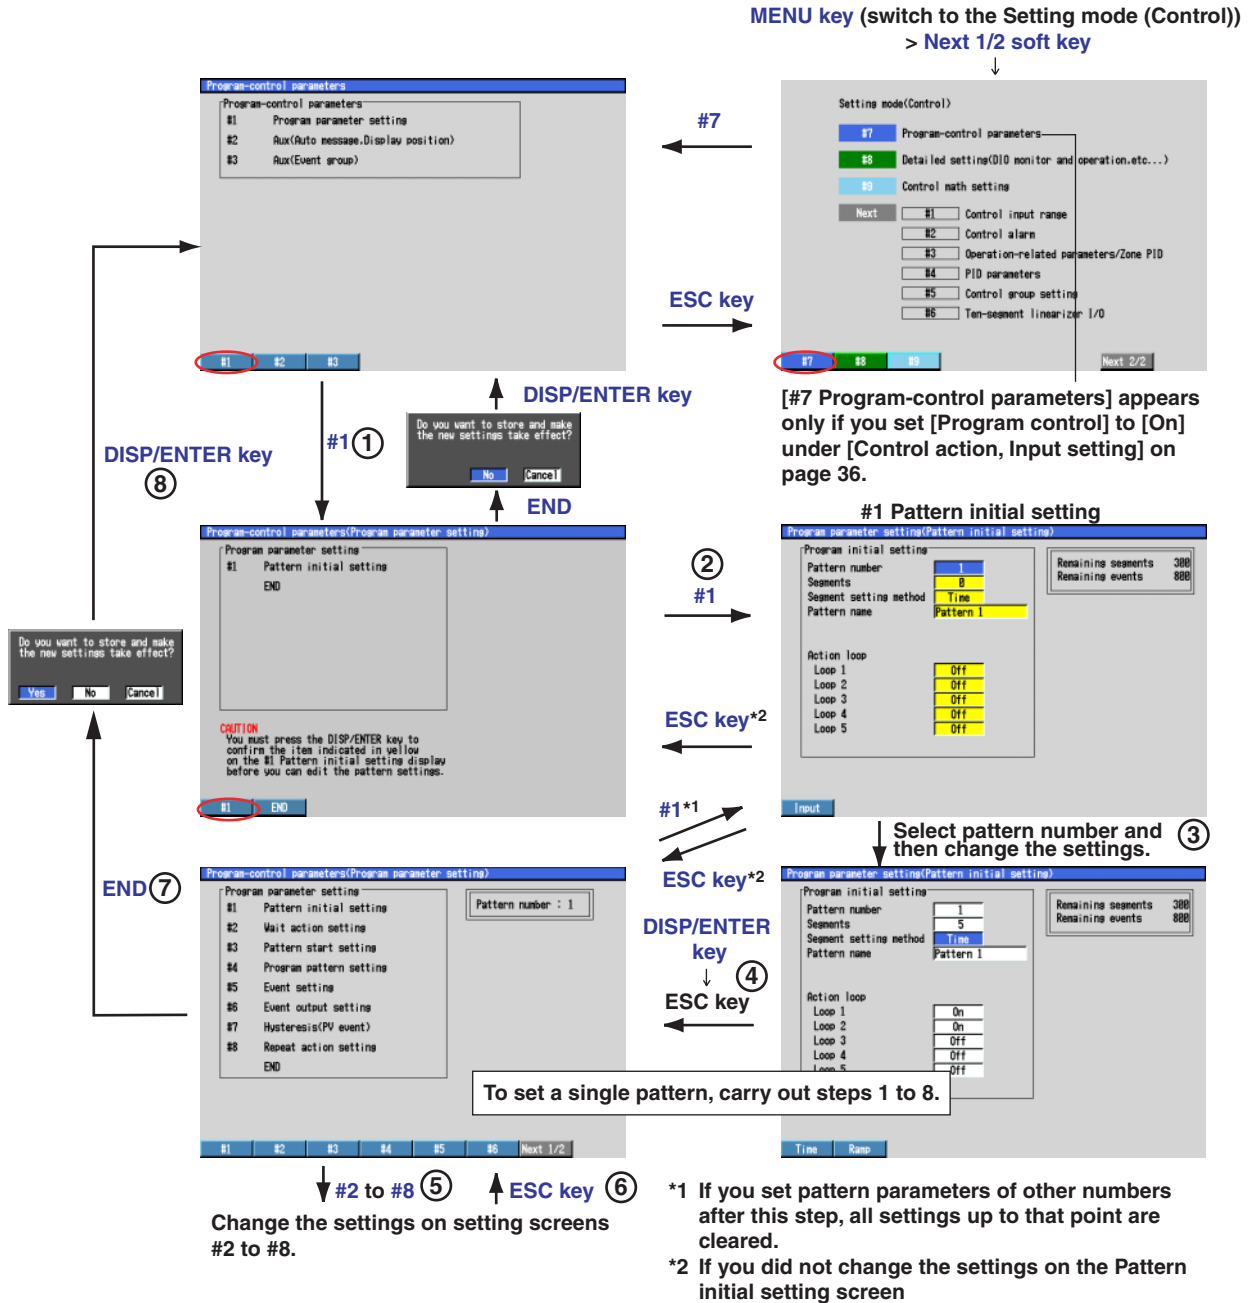 MENU key (switch to the Setting mode (Control))
> Next 1/2 soft key
Program-control parameters
Program-control parameters
#1 Program parameter setting
#2 Aux(Auto message,Display position)
#3 Aux(Event group)
#1 #2 #3
#7
ESC key
Setting mode(Control)
#7 Program-control parameters
#8 Detailed setting(DIO monitor and operation,etc...)
#9 Control math setting
Next #1 Control input range
#2 Control alarm
#3 Operation-related parameters/Zone PID
#4 PID parameters
#5 Control group setting
#6 Ten-segment linearizer I/O
#7 #8 #9 Next 2/2
[#7 Program-control parameters] appears
only if you set [Program control] to [On]
under [Control action, Input setting] on
page 36.
DISP/ENTER key
8
#1 1
DISP/ENTER key
Do you want to store and make
the new settings take effect?
No Cancel
END
Program-control parameters(Program parameter setting)
Program parameter setting
#1 Pattern initial setting
END
CAUTION
You must press the DISP/ENTER key to
confirm the item indicated in yellow
on the #1 Pattern initial setting display
before you can edit the pattern settings.
#1 END
2
#1
ESC key*2
#1 Pattern initial setting
Program parameter setting(Pattern initial setting)
Program initial setting
Pattern number 1
Segments 0
Segment setting method Time
Pattern name Pattern 1
Action loop
Loop 1 Off
Loop 2 Off
Loop 3 Off
Loop 4 Off
Loop 5 Off
Remaining segments 300
Remaining events 800
Input
Do you want to store and make
the new settings take effect?
Yes No Cancel
#1*1
ESC key*2
Select pattern number and
then change the settings. 3
END 7
Program-control parameters(Program parameter setting)
Program parameter setting
#1 Pattern initial setting
#2 Wait action setting
#3 Pattern start setting
#4 Program pattern setting
#5 Event setting
#6 Event output setting
#7 Hysteresis(PV event)
#8 Repeat action setting
END
Pattern number : 1
#1 #2 #3 #4 #5 #6 Next 1/2
DISP/ENTER
key
4
ESC key
Program parameter setting(Pattern initial setting)
Program initial setting
Pattern number 1
Segments 5
Segment setting method Time
Pattern name Pattern 1
Action loop
Loop 1 On
Loop 2 On
Loop 3 Off
Loop 4 Off
Loop 5 Off
Remaining segments 300
Remaining events 800
Time Ramp
To set a single pattern, carry out steps 1 to 8.
#2 to #8 5
ESC key 6
Change the settings on setting screens
#2 to #8.
*1 If you set pattern parameters of other numbers
after this step, all settings up to that point are
cleared.
*2 If you did not change the settings on the Pattern
initial setting screen